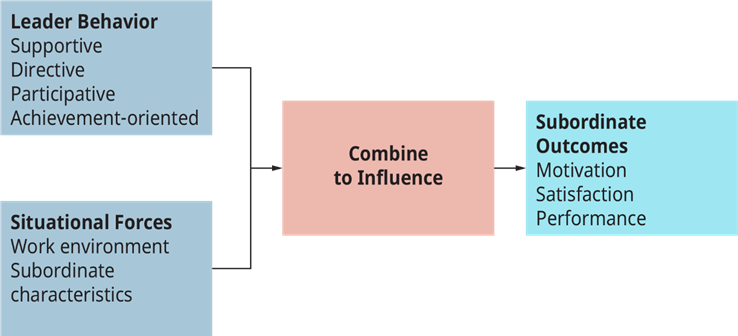 Leader Behavior
Supportive
Directive
Participative
Achievement-oriented
Situational Forces
Work environment
Subordinate
characteristics
Combine
to Influence
Subordinate
Outcomes
Motivation
Satisfaction
Performance